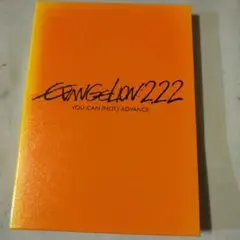 EVANGELION:2.22
YOU CAN (NOT) ADVANCE.